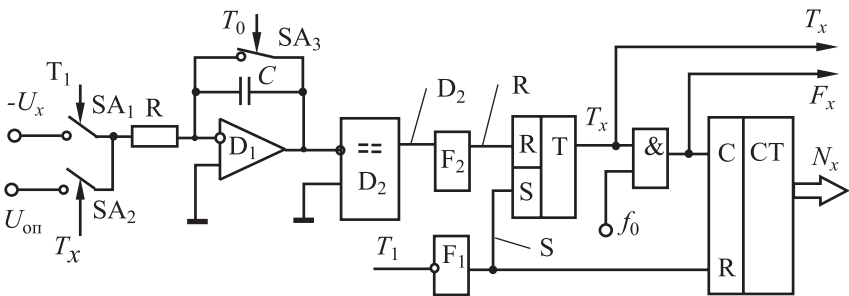 T₀
SA₃
C
T₁
-Uₓ
SA₁
R
D₁
Uоп
SA₂
Tₓ
==
D₂
D₂
F₂
R
R
T
S
Tₓ
&
f₀
T₁
F₁
S
Tₓ
Fₓ
C
CT
Nₓ
R